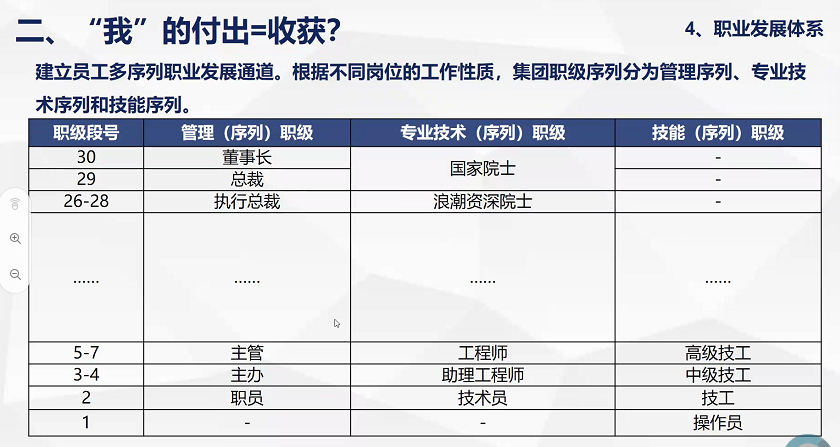 二、“我”的付出=收获？
4、职业发展体系
建立员工多序列职业发展通道。根据不同岗位的工作性质，集团职级序列分为管理序列、专业技
术序列和技能序列。
职级段号 管理（序列）职级 专业技术（序列）职级 技能（序列）职级
30 董事长 国家院士 -
29 总裁 -
26-28 执行总裁 浪潮资深院士 -
...... ...... ...... ......
5-7 主管 工程师 高级技工
3-4 主办 助理工程师 中级技工
2 职员 技术员 技工
1 - - 操作员